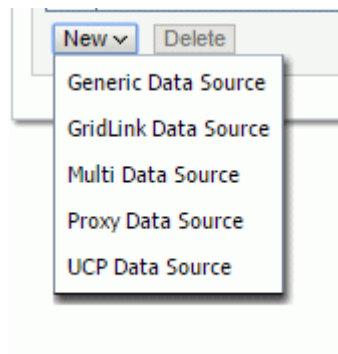 New Delete
Generic Data Source
GridLink Data Source
Multi Data Source
Proxy Data Source
UCP Data Source